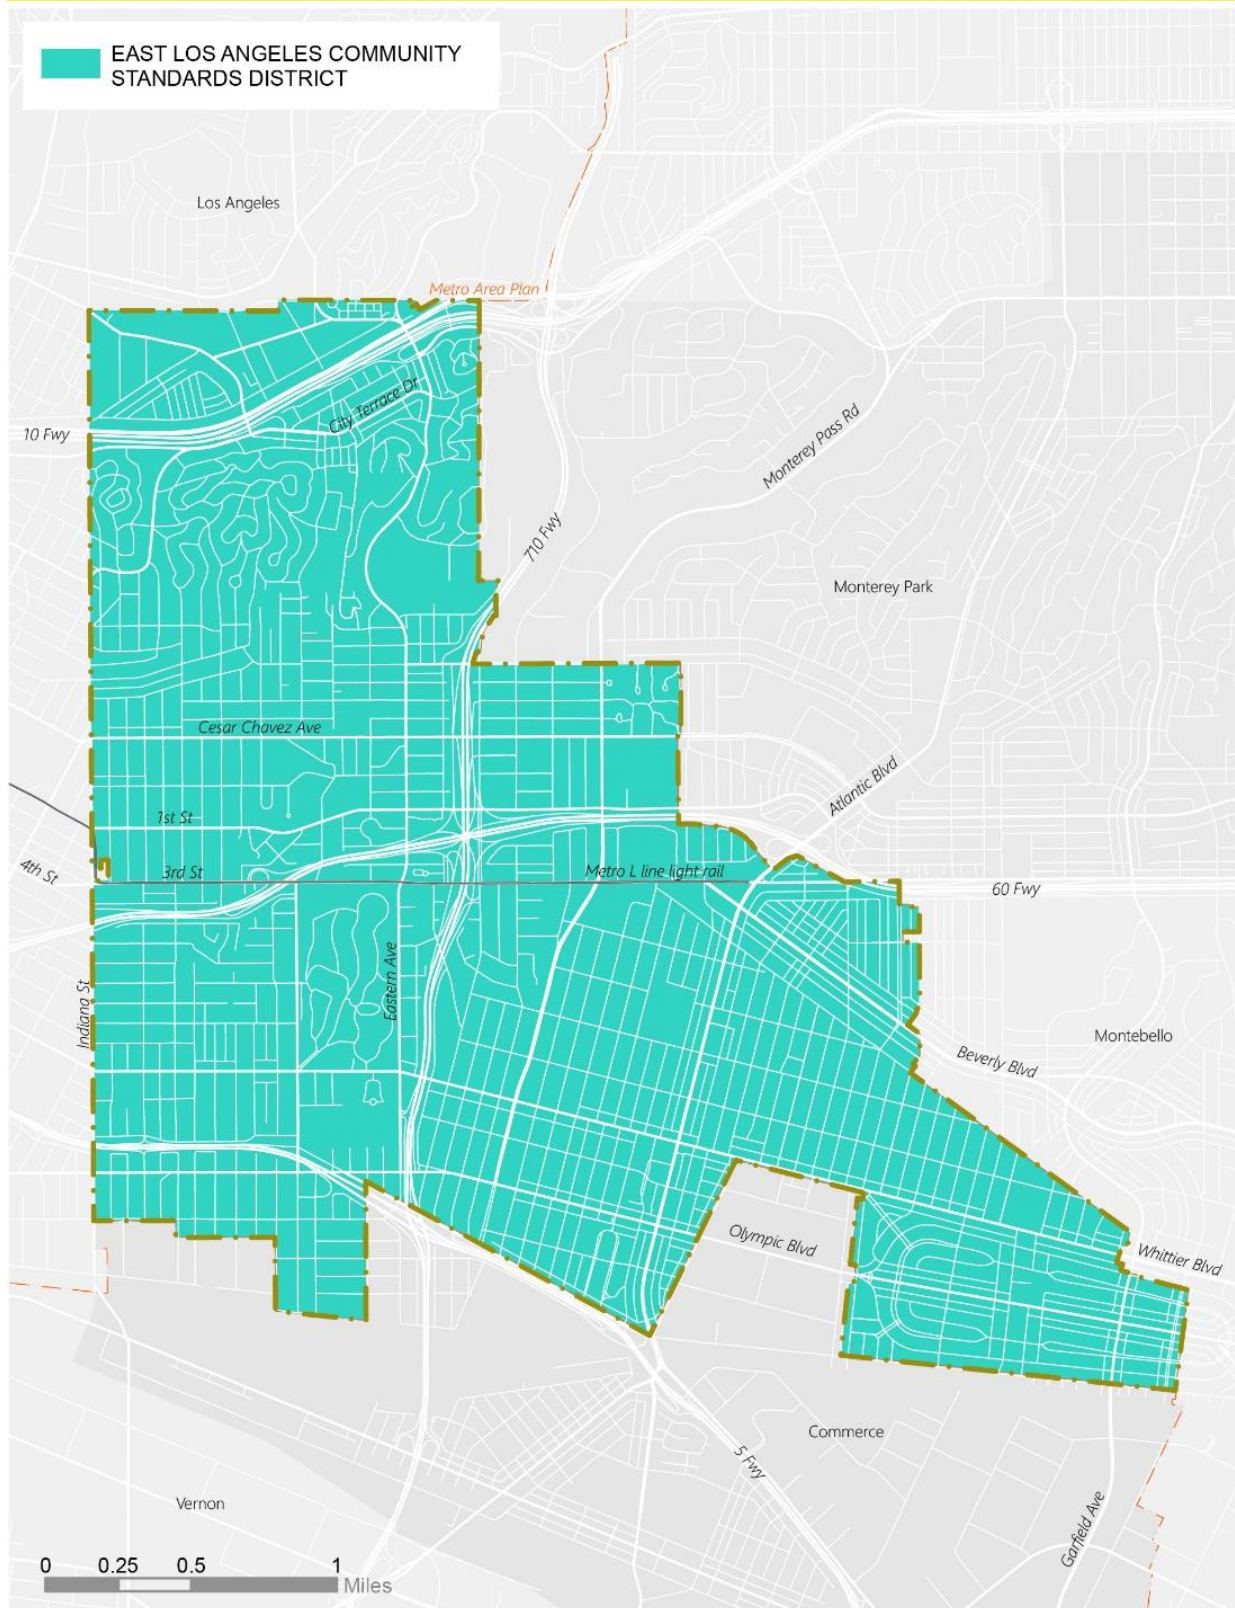 EAST LOS ANGELES COMMUNITY
STANDARDS DISTRICT
Los Angeles
Metro Area Plan
City Terrace Dr
10 Fwy
Monterey Pass Rd
710 Fwy
Monterey Park
Cesar Chavez Ave
Atlantic Blvd
1st St
4th St
3rd St
Metro L line light rail
60 Fwy
Eastern Ave
Indiana St
Montebello
Beverly Blvd
Olympic Blvd
Whittier Blvd
Commerce
5 Fwy
Vernon
Garfield Ave
0 0.25 0.5 1
Miles